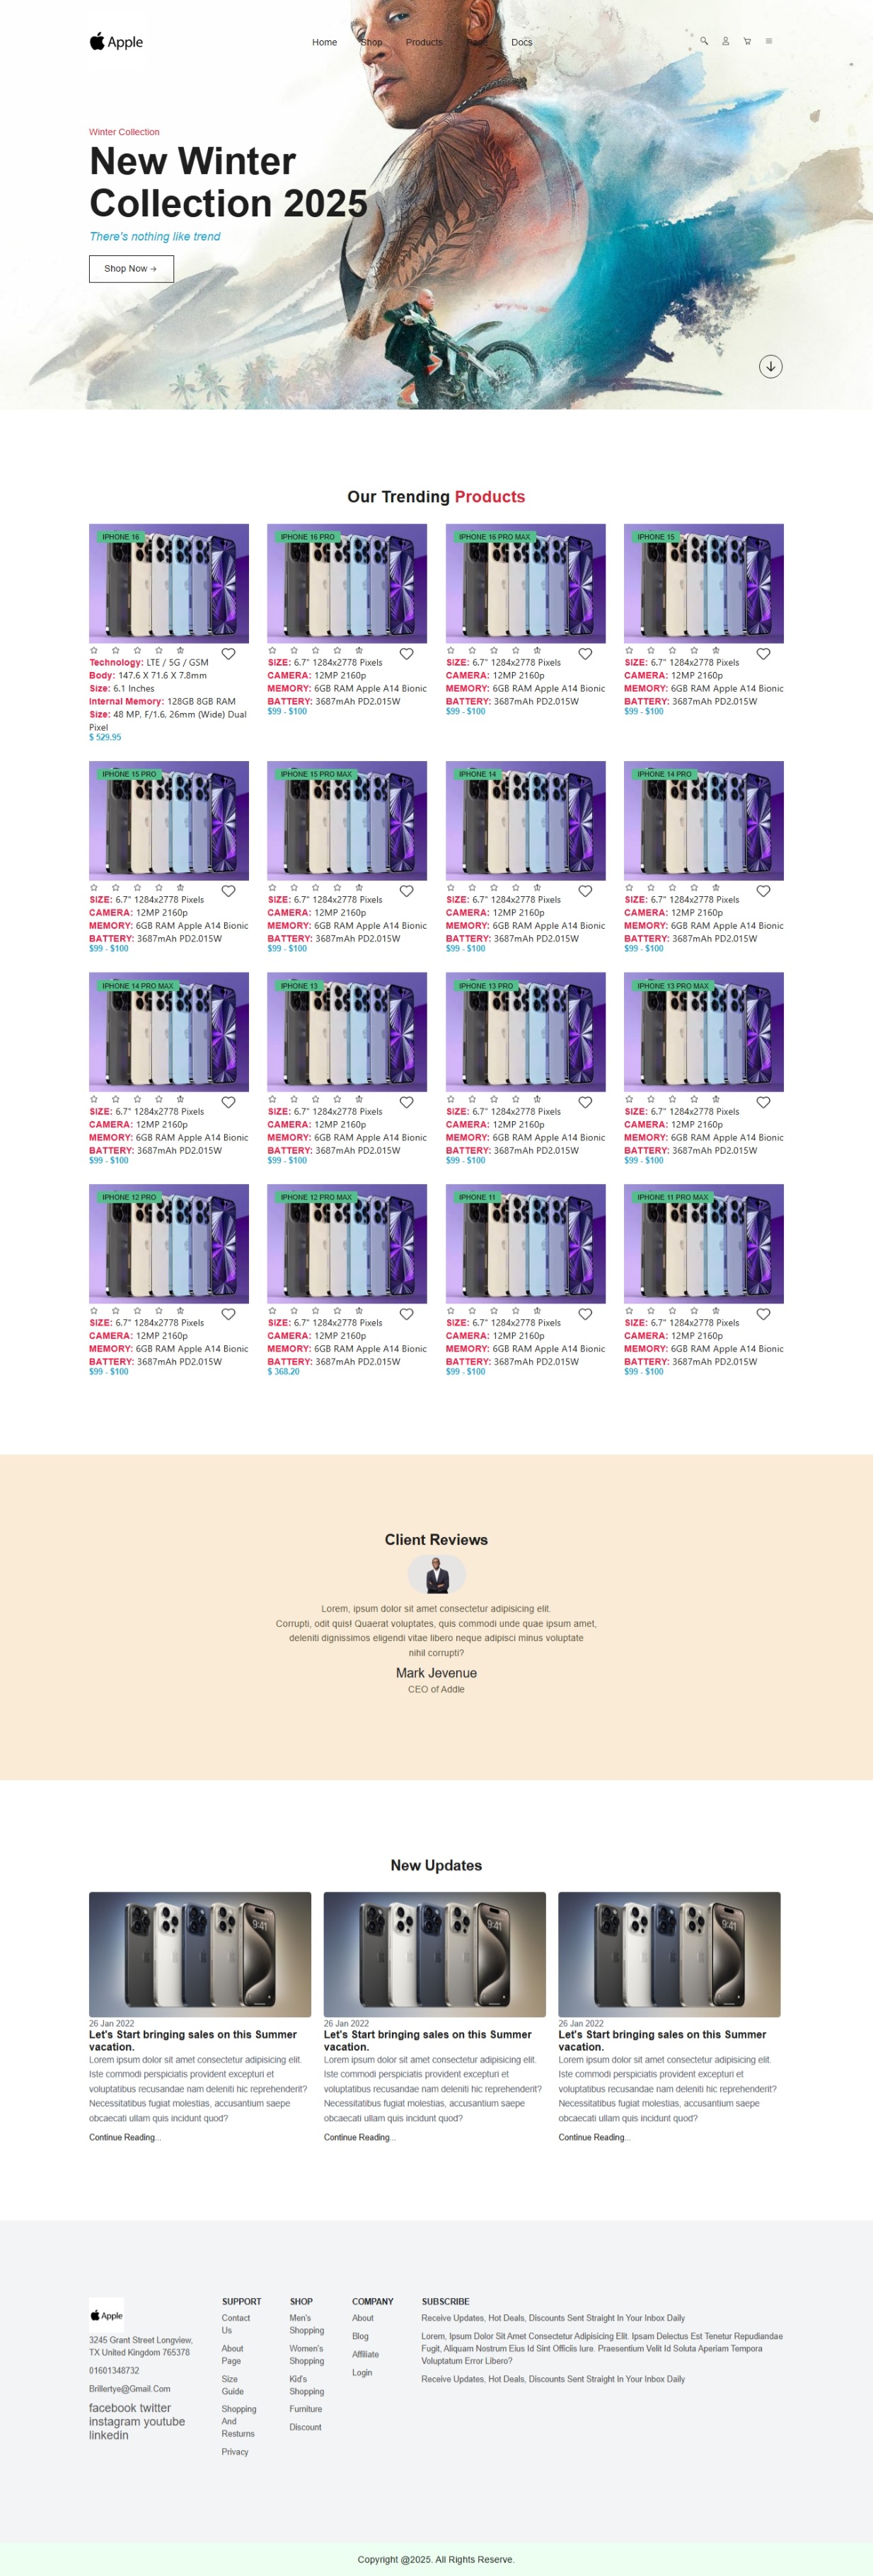 Apple
Home Shop Products Page Docs
Winter Collection
New Winter
Collection 2025
There's nothing like trend
Shop Now →
Our Trending Products
IPHONE 16
Technology: LTE / 5G / GSM
Body: 147.6 X 71.6 X 7.8mm
Size: 6.1 Inches
Internal Memory: 128GB 8GB RAM
Size: 48 MP, F/1.6, 26mm (Wide) Dual
Pixel
$ 529.95
IPHONE 16 PRO
SIZE: 6.7" 1284x2778 Pixels
CAMERA: 12MP 2160p
MEMORY: 6GB RAM Apple A14 Bionic
BATTERY: 3687mAh PD2.015W
$99 - $100
IPHONE 16 PRO MAX
SIZE: 6.7" 1284x2778 Pixels
CAMERA: 12MP 2160p
MEMORY: 6GB RAM Apple A14 Bionic
BATTERY: 3687mAh PD2.015W
$99 - $100
IPHONE 15
SIZE: 6.7" 1284x2778 Pixels
CAMERA: 12MP 2160p
MEMORY: 6GB RAM Apple A14 Bionic
BATTERY: 3687mAh PD2.015W
$99 - $100
IPHONE 15 PRO
SIZE: 6.7" 1284x2778 Pixels
CAMERA: 12MP 2160p
MEMORY: 6GB RAM Apple A14 Bionic
BATTERY: 3687mAh PD2.015W
$99 - $100
IPHONE 15 PRO MAX
SIZE: 6.7" 1284x2778 Pixels
CAMERA: 12MP 2160p
MEMORY: 6GB RAM Apple A14 Bionic
BATTERY: 3687mAh PD2.015W
$99 - $100
IPHONE 14
SIZE: 6.7" 1284x2778 Pixels
CAMERA: 12MP 2160p
MEMORY: 6GB RAM Apple A14 Bionic
BATTERY: 3687mAh PD2.015W
$99 - $100
IPHONE 14 PRO
SIZE: 6.7" 1284x2778 Pixels
CAMERA: 12MP 2160p
MEMORY: 6GB RAM Apple A14 Bionic
BATTERY: 3687mAh PD2.015W
$99 - $100
IPHONE 14 PRO MAX
SIZE: 6.7" 1284x2778 Pixels
CAMERA: 12MP 2160p
MEMORY: 6GB RAM Apple A14 Bionic
BATTERY: 3687mAh PD2.015W
$99 - $100
IPHONE 13
SIZE: 6.7" 1284x2778 Pixels
CAMERA: 12MP 2160p
MEMORY: 6GB RAM Apple A14 Bionic
BATTERY: 3687mAh PD2.015W
$99 - $100
IPHONE 13 PRO
SIZE: 6.7" 1284x2778 Pixels
CAMERA: 12MP 2160p
MEMORY: 6GB RAM Apple A14 Bionic
BATTERY: 3687mAh PD2.015W
$99 - $100
IPHONE 13 PRO MAX
SIZE: 6.7" 1284x2778 Pixels
CAMERA: 12MP 2160p
MEMORY: 6GB RAM Apple A14 Bionic
BATTERY: 3687mAh PD2.015W
$99 - $100
IPHONE 12 PRO
SIZE: 6.7" 1284x2778 Pixels
CAMERA: 12MP 2160p
MEMORY: 6GB RAM Apple A14 Bionic
BATTERY: 3687mAh PD2.015W
$99 - $100
IPHONE 12 PRO MAX
SIZE: 6.7" 1284x2778 Pixels
CAMERA: 12MP 2160p
MEMORY: 6GB RAM Apple A14 Bionic
BATTERY: 3687mAh PD2.015W
$ 368.20
IPHONE 11
SIZE: 6.7" 1284x2778 Pixels
CAMERA: 12MP 2160p
MEMORY: 6GB RAM Apple A14 Bionic
BATTERY: 3687mAh PD2.015W
$99 - $100
IPHONE 11 PRO MAX
SIZE: 6.7" 1284x2778 Pixels
CAMERA: 12MP 2160p
MEMORY: 6GB RAM Apple A14 Bionic
BATTERY: 3687mAh PD2.015W
$99 - $100
Client Reviews
Lorem, ipsum dolor sit amet consectetur adipisicing elit.
Corrupti, odit quis! Quaerat voluptates, quis commodi unde quae ipsum amet,
deleniti dignissimos eligendi vitae libero neque adipisci minus voluptate
nihil corrupti?
Mark Jevenue
CEO of Addle
New Updates
9:41
26 Jan 2022
Let's Start bringing sales on this Summer
vacation.
Lorem ipsum dolor sit amet consectetur adipisicing elit.
Iste commodi perspiciatis provident excepturi et
voluptatibus recusandae nam deleniti hic reprehenderit?
Necessitatibus fugiat molestias, accusantium saepe
obcaecati ullam quis incidunt quod?
Continue Reading...
9:41
26 Jan 2022
Let's Start bringing sales on this Summer
vacation.
Lorem ipsum dolor sit amet consectetur adipisicing elit.
Iste commodi perspiciatis provident excepturi et
voluptatibus recusandae nam deleniti hic reprehenderit?
Necessitatibus fugiat molestias, accusantium saepe
obcaecati ullam quis incidunt quod?
Continue Reading...
9:41
26 Jan 2022
Let's Start bringing sales on this Summer
vacation.
Lorem ipsum dolor sit amet consectetur adipisicing elit.
Iste commodi perspiciatis provident excepturi et
voluptatibus recusandae nam deleniti hic reprehenderit?
Necessitatibus fugiat molestias, accusantium saepe
obcaecati ullam quis incidunt quod?
Continue Reading...
Apple
3245 Grant Street Longview,
TX United Kingdom 765378
01601348732
Brillertye@Gmail.Com
facebook twitter
instagram youtube
linkedin
SUPPORT
Contact
Us
About
Page
Size
Guide
Shopping
And
Resturns
Privacy
SHOP
Men's
Shopping
Women's
Shopping
Kid's
Shopping
Furniture
Discount
COMPANY
About
Blog
Affiliate
Login
SUBSCRIBE
Receive Updates, Hot Deals, Discounts Sent Straight In Your Inbox Daily
Lorem, Ipsum Dolor Sit Amet Consectetur Adipisicing Elit. Ipsam Delectus Est Tenetur Repudiandae
Fugit, Aliquam Nostrum Eius Id Sint Officiis Iure. Praesentium Velit Id Soluta Aperiam Tempora
Voluptatum Error Libero?
Receive Updates, Hot Deals, Discounts Sent Straight In Your Inbox Daily
Copyright @2025. All Rights Reserve.